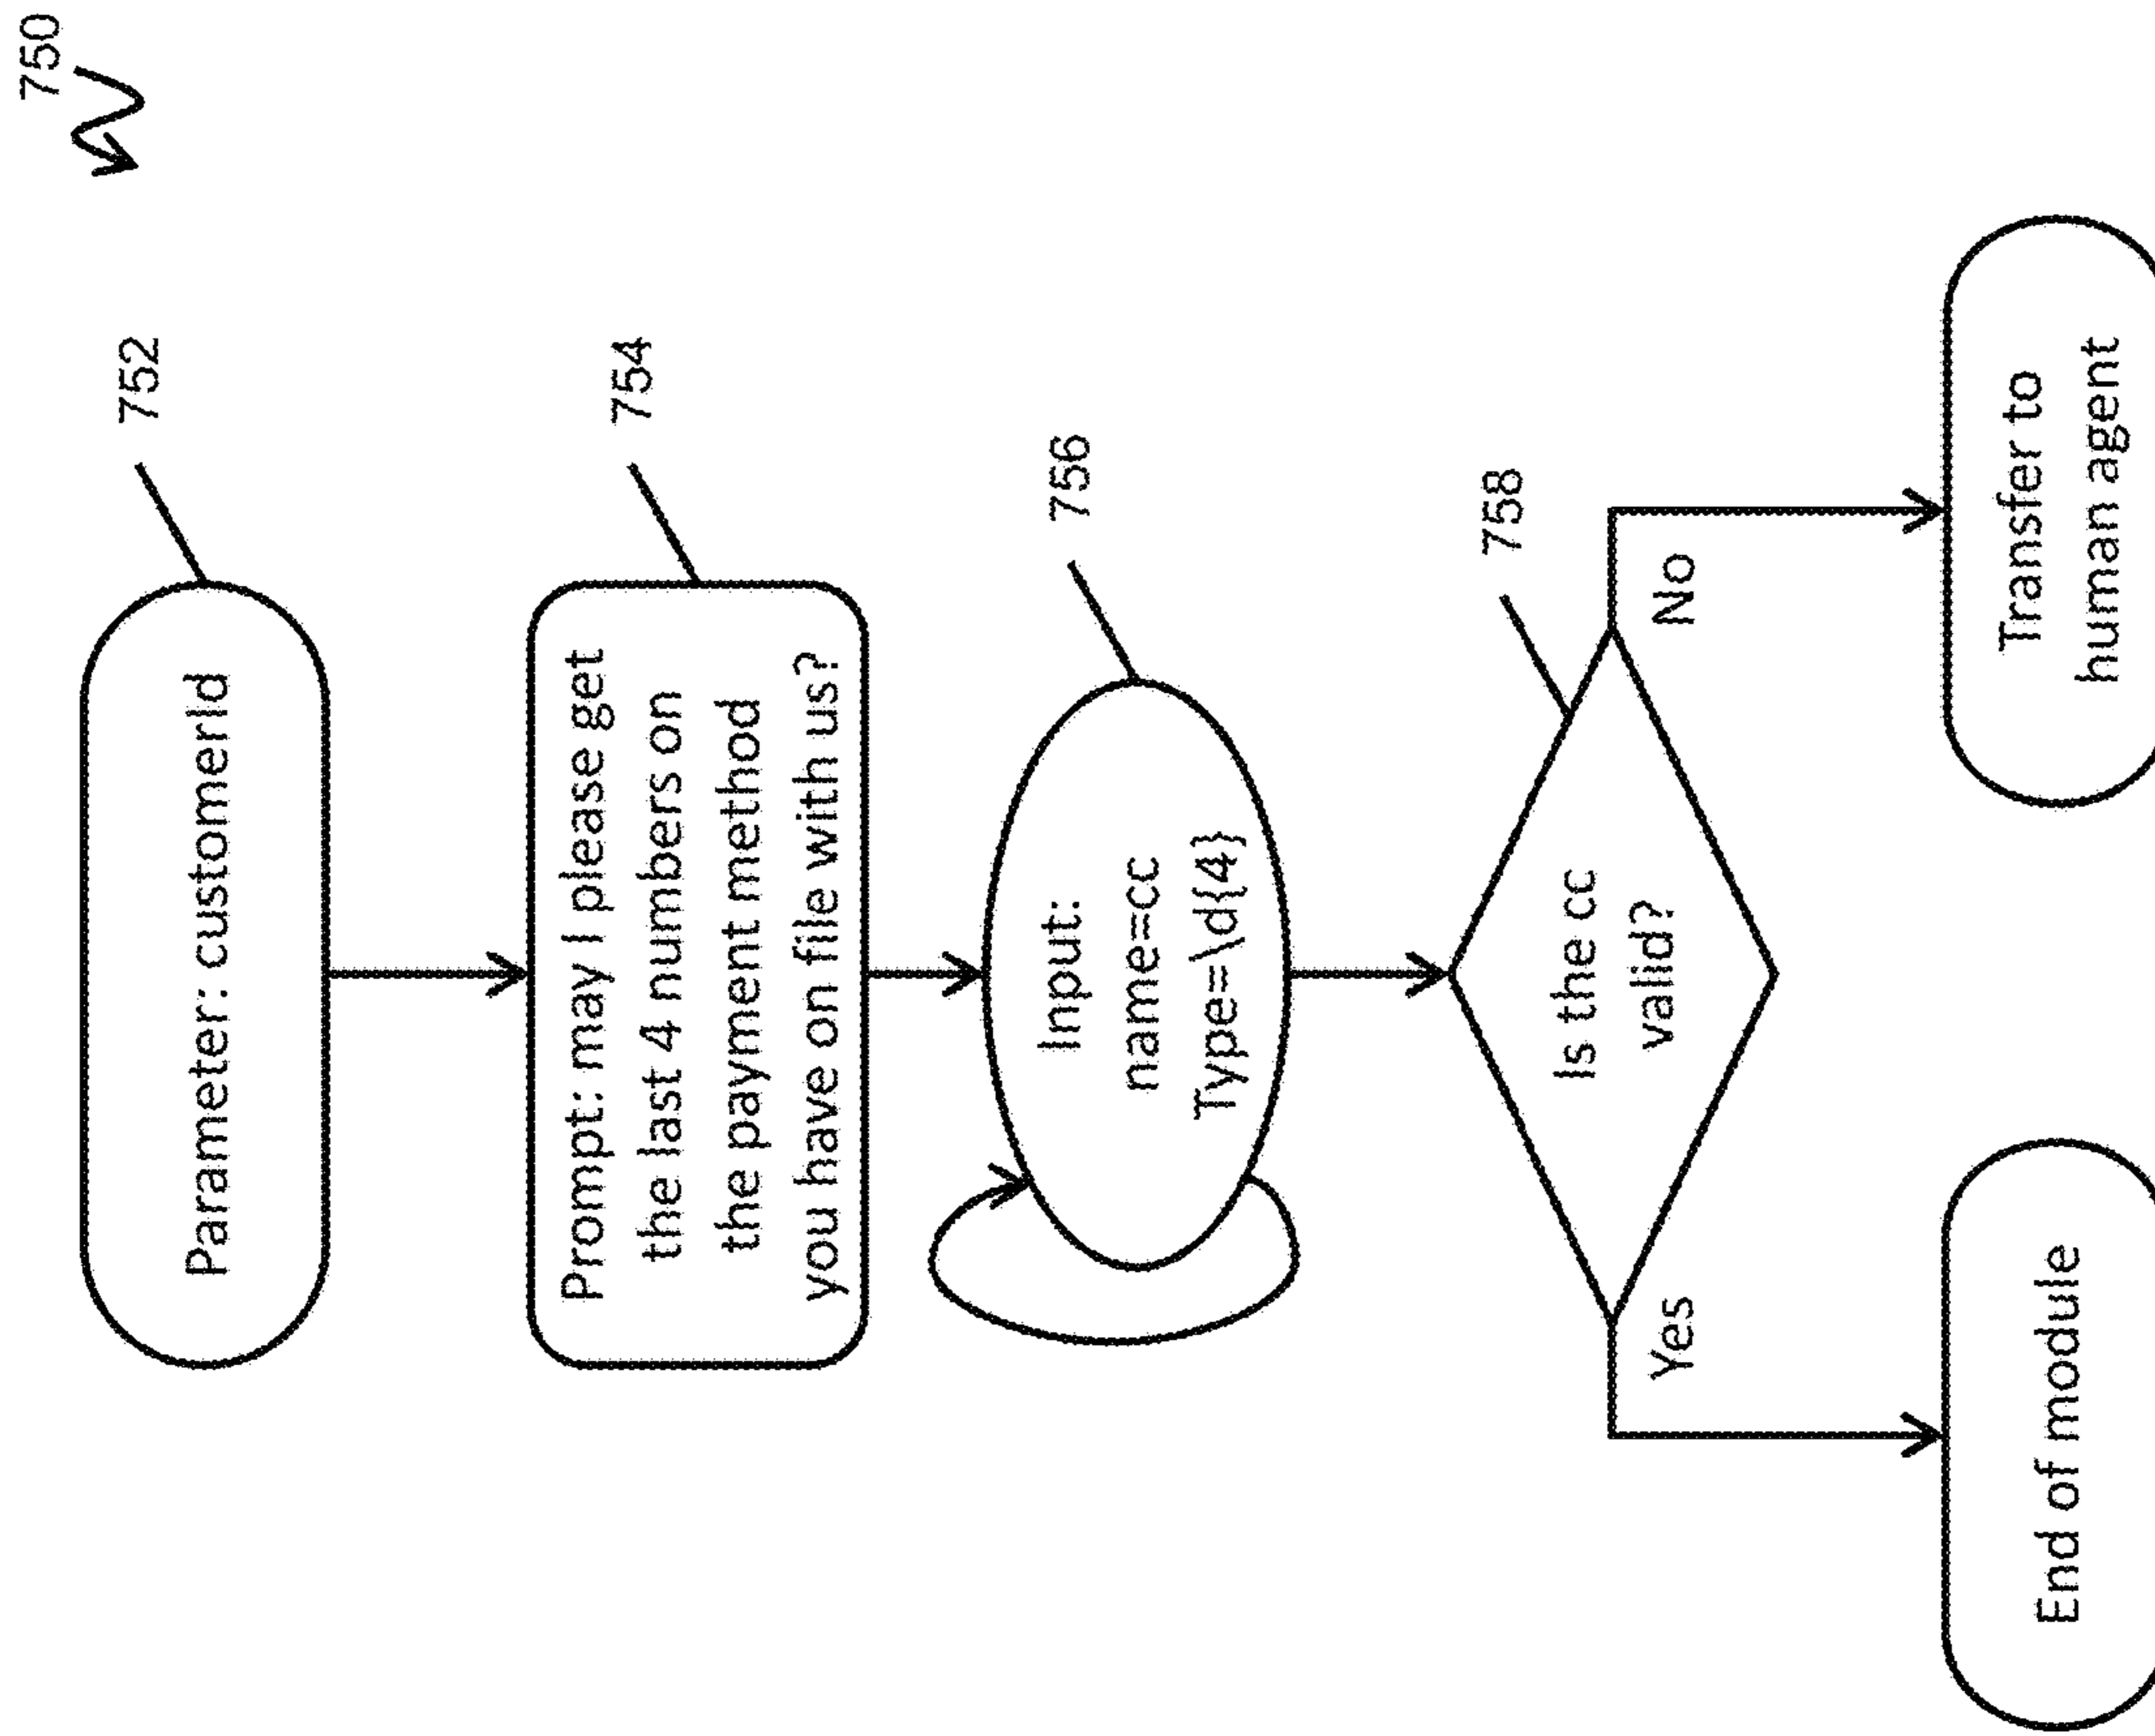 750
Parameter: customerId
752
Prompt: may I please get
the last 4 numbers on
the payment method
you have on file with us?
754
Input:
name=cc
Type=\d{4}
756
Is the cc
valid?
758
Yes
No
End of module
Transfer to
human agent